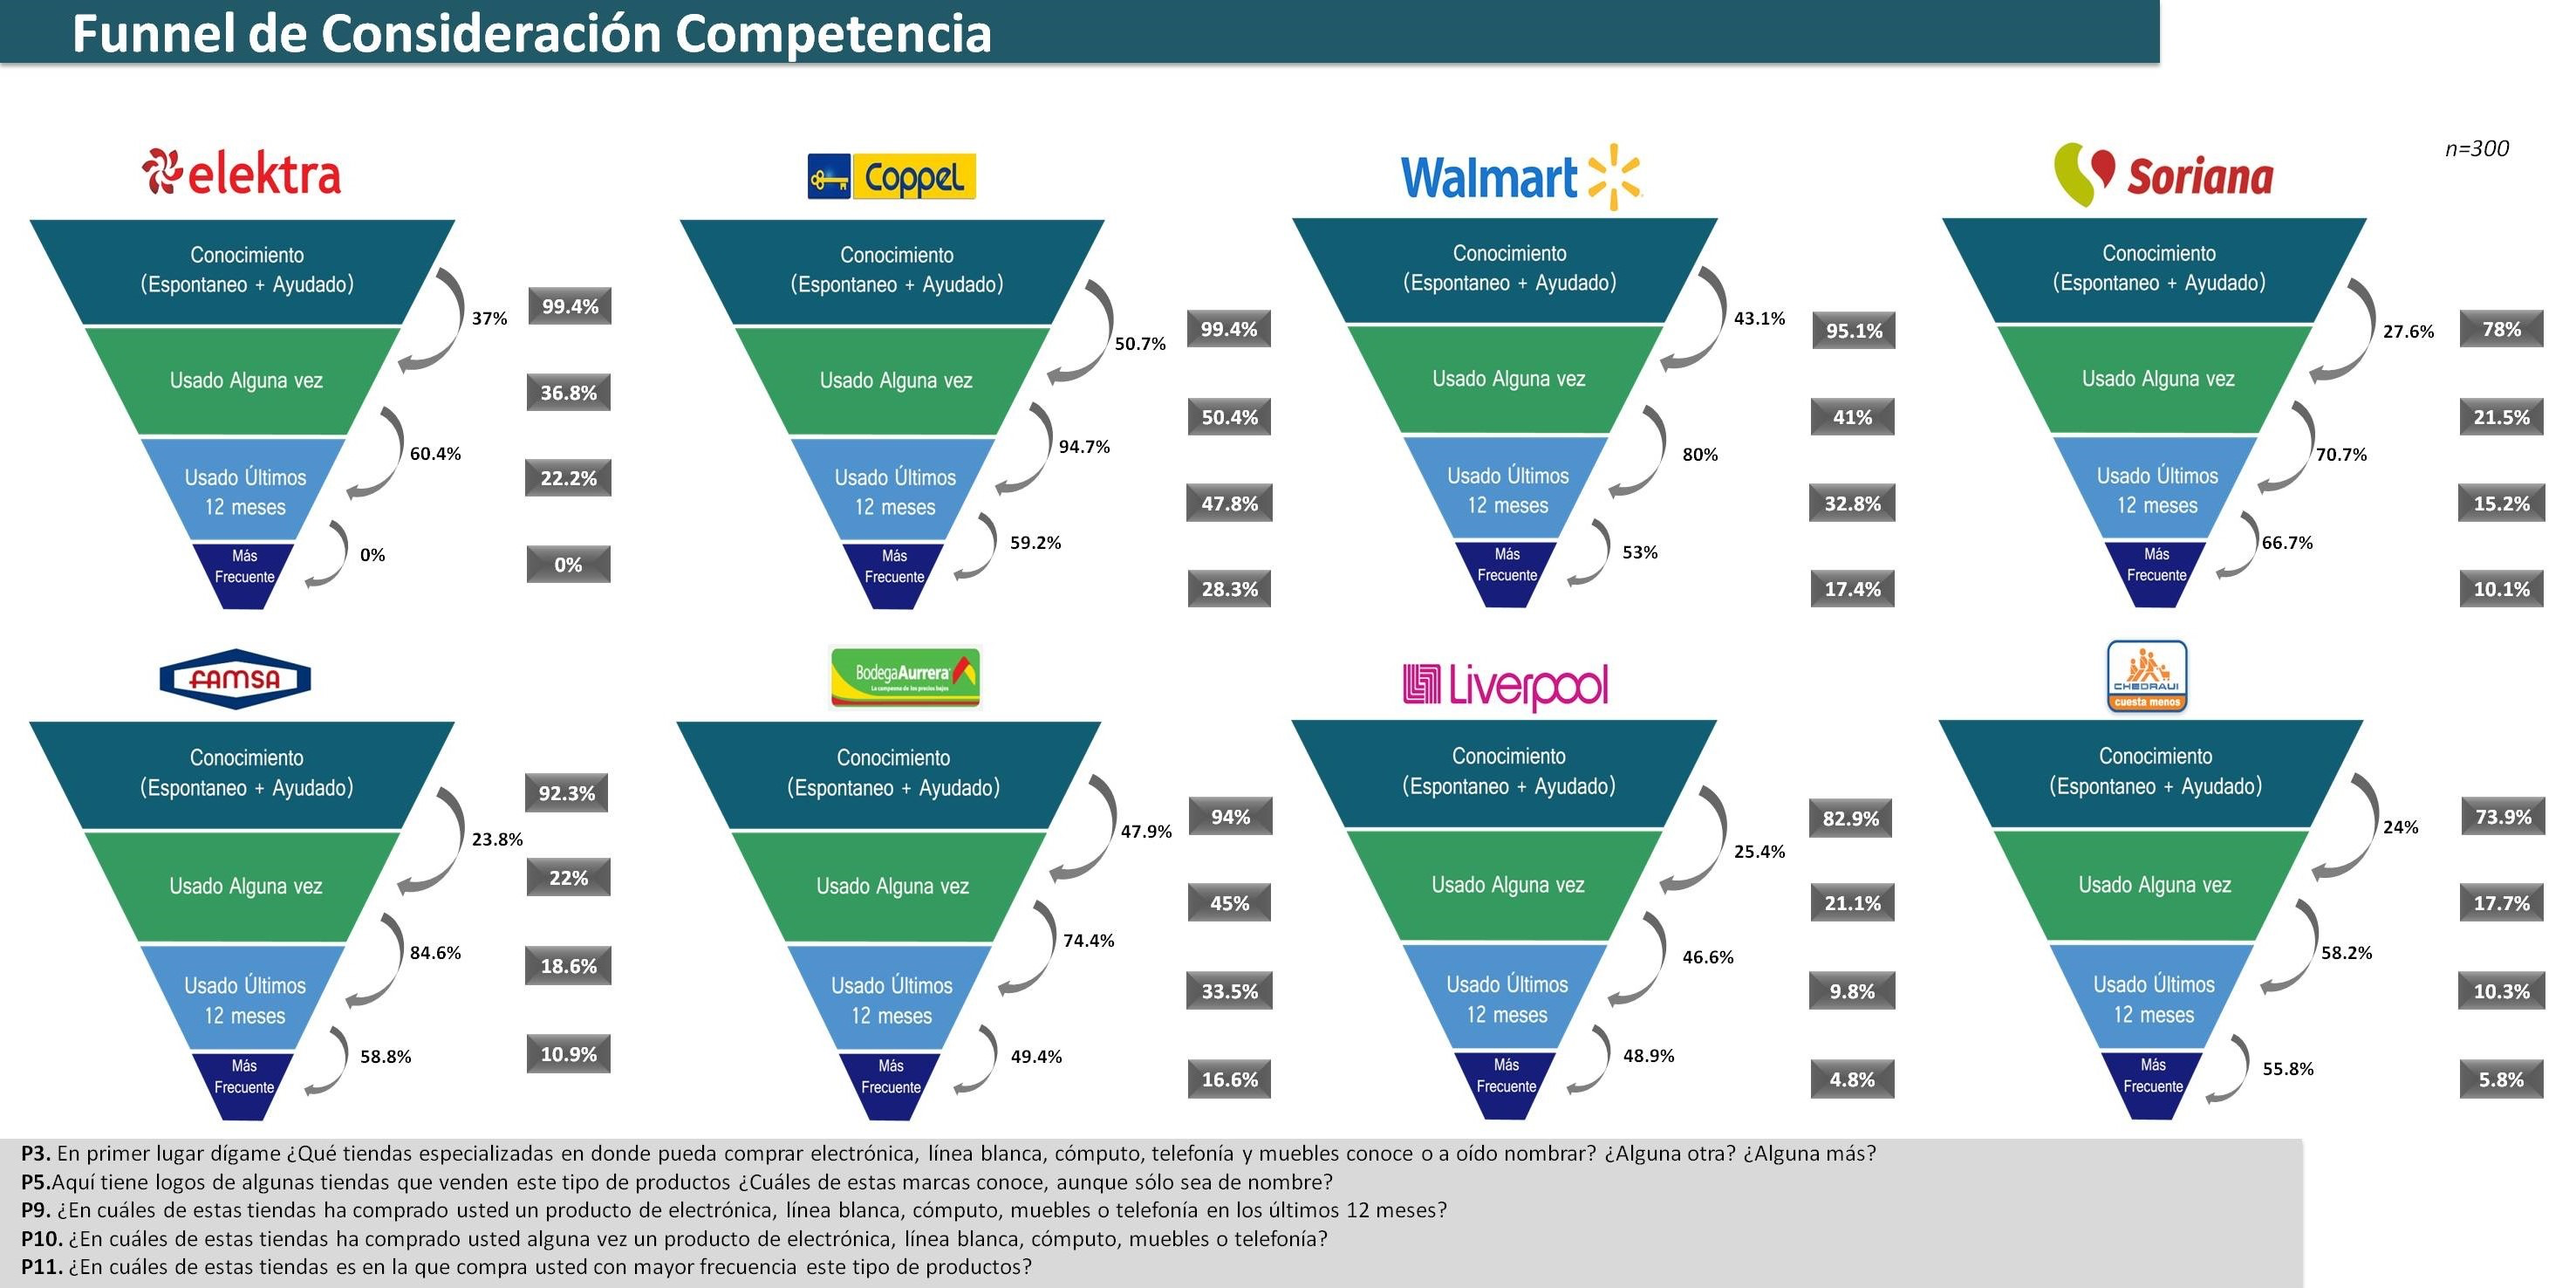 Funnel de Consideración Competencia
n=300
elektra
Conocimiento
(Espontaneo + Ayudado)
Usado Alguna vez
Usado Últimos
12 meses
Más
Frecuente
37%
60.4%
0%
99.4%
36.8%
22.2%
0%
Coppel
Conocimiento
(Espontaneo + Ayudado)
Usado Alguna vez
Usado Últimos
12 meses
Más
Frecuente
50.7%
94.7%
59.2%
99.4%
50.4%
47.8%
28.3%
Walmart
Conocimiento
(Espontaneo + Ayudado)
Usado Alguna vez
Usado Últimos
12 meses
Más
Frecuente
43.1%
80%
53%
95.1%
41%
32.8%
17.4%
Soriana
Conocimiento
(Espontaneo + Ayudado)
Usado Alguna vez
Usado Últimos
12 meses
Más
Frecuente
27.6%
70.7%
66.7%
78%
21.5%
15.2%
10.1%
FAMSA
Conocimiento
(Espontaneo + Ayudado)
Usado Alguna vez
Usado Últimos
12 meses
Más
Frecuente
23.8%
84.6%
58.8%
92.3%
22%
18.6%
10.9%
Bodega Aurrera
La campeona de los precios bajos
Conocimiento
(Espontaneo + Ayudado)
Usado Alguna vez
Usado Últimos
12 meses
Más
Frecuente
47.9%
74.4%
49.4%
94%
45%
33.5%
16.6%
Liverpool
Conocimiento
(Espontaneo + Ayudado)
Usado Alguna vez
Usado Últimos
12 meses
Más
Frecuente
25.4%
46.6%
48.9%
82.9%
21.1%
9.8%
4.8%
CHEDRAUI
cuesta menos
Conocimiento
(Espontaneo + Ayudado)
Usado Alguna vez
Usado Últimos
12 meses
Más
Frecuente
24%
58.2%
55.8%
73.9%
17.7%
10.3%
5.8%
P3. En primer lugar dígame ¿Qué tiendas especializadas en donde pueda comprar electrónica, línea blanca, cómputo, telefonía y muebles conoce o a oído nombrar? ¿Alguna otra? ¿Alguna más?
P5.Aquí tiene logos de algunas tiendas que venden este tipo de productos ¿Cuáles de estas marcas conoce, aunque sólo sea de nombre?
P9. ¿En cuáles de estas tiendas ha comprado usted un producto de electrónica, línea blanca, cómputo, muebles o telefonía en los últimos 12 meses?
P10. ¿En cuáles de estas tiendas ha comprado usted alguna vez un producto de electrónica, línea blanca, cómputo, muebles o telefonía?
P11. ¿En cuáles de estas tiendas es en la que compra usted con mayor frecuencia este tipo de productos?